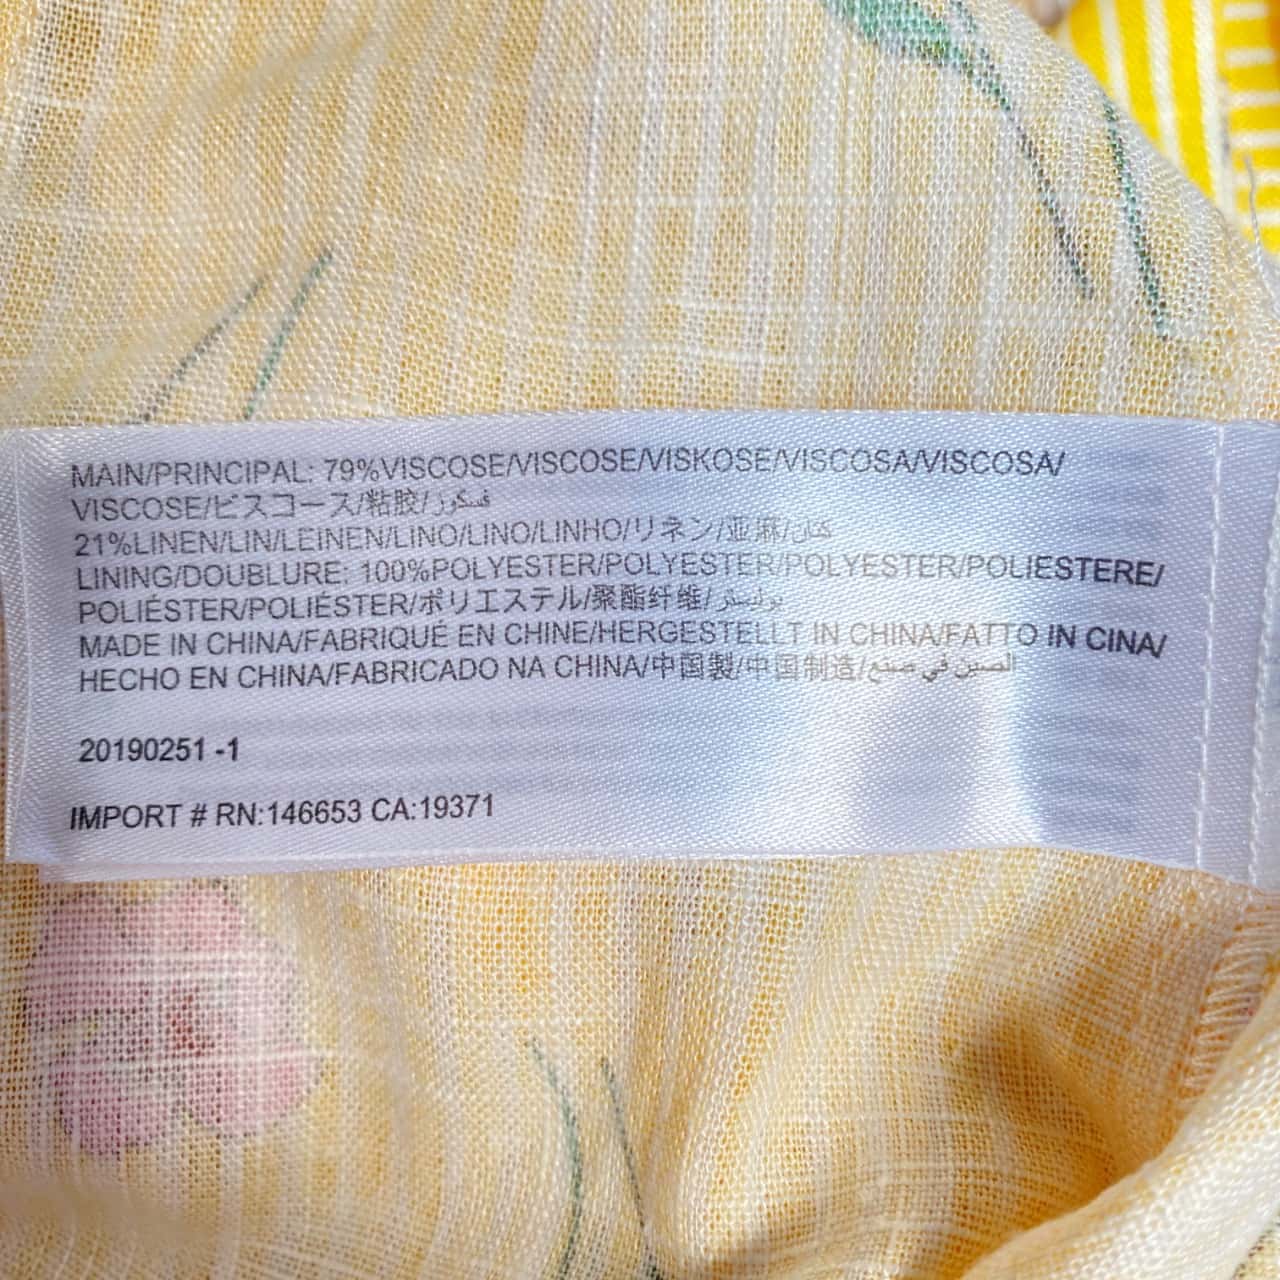 MAIN/PRINCIPAL: 79%VISCOSE/VISCOSE/VISKOSE/VISCOSA/VISCOSA/
VISCOSE/ビスコース/粘胶/فسكوز
21%LINEN/LIN/LEINEN/LINO/LINO/LINHO/リネン/亚麻/كتان
LINING/DOUBLURE: 100%POLYESTER/POLYESTER/POLYESTER/POLIESTERE/
POLIÉSTER/POLIÉSTER/ポリエステル/聚酯纤维/بوليستر
MADE IN CHINA/FABRIQUÉ EN CHINE/HERGESTELLT IN CHINA/FATTO IN CINA/
HECHO EN CHINA/FABRICADO NA CHINA/中国製/中国制造/الصين في صنع
20190251 -1
IMPORT # RN:146653 CA:19371